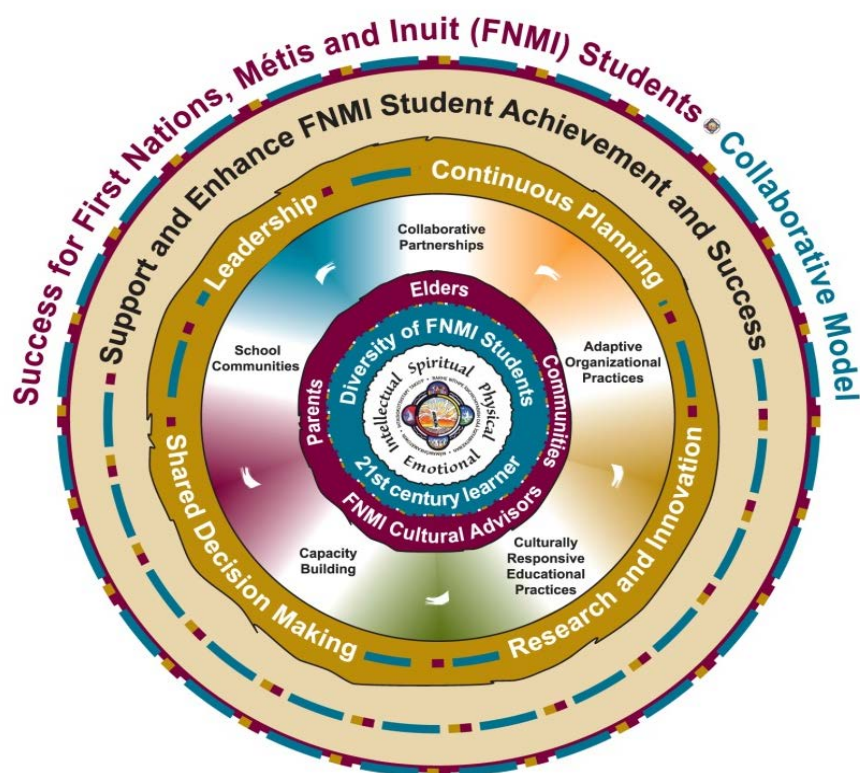 Success for First Nations, Métis and Inuit (FNMI) Students
Collaborative Model
Support and Enhance FNMI Student Achievement and Success
Leadership
Continuous Planning
Research and Innovation
Shared Decision Making
Collaborative
Partnerships
Adaptive
Organizational
Practices
Culturally
Responsive
Educational
Practices
Capacity
Building
School
Communities
Elders
Communities
FNMI Cultural Advisors
Parents
Diversity of FNMI Students
21st century learner
Intellectual
Spiritual
Physical
Emotional